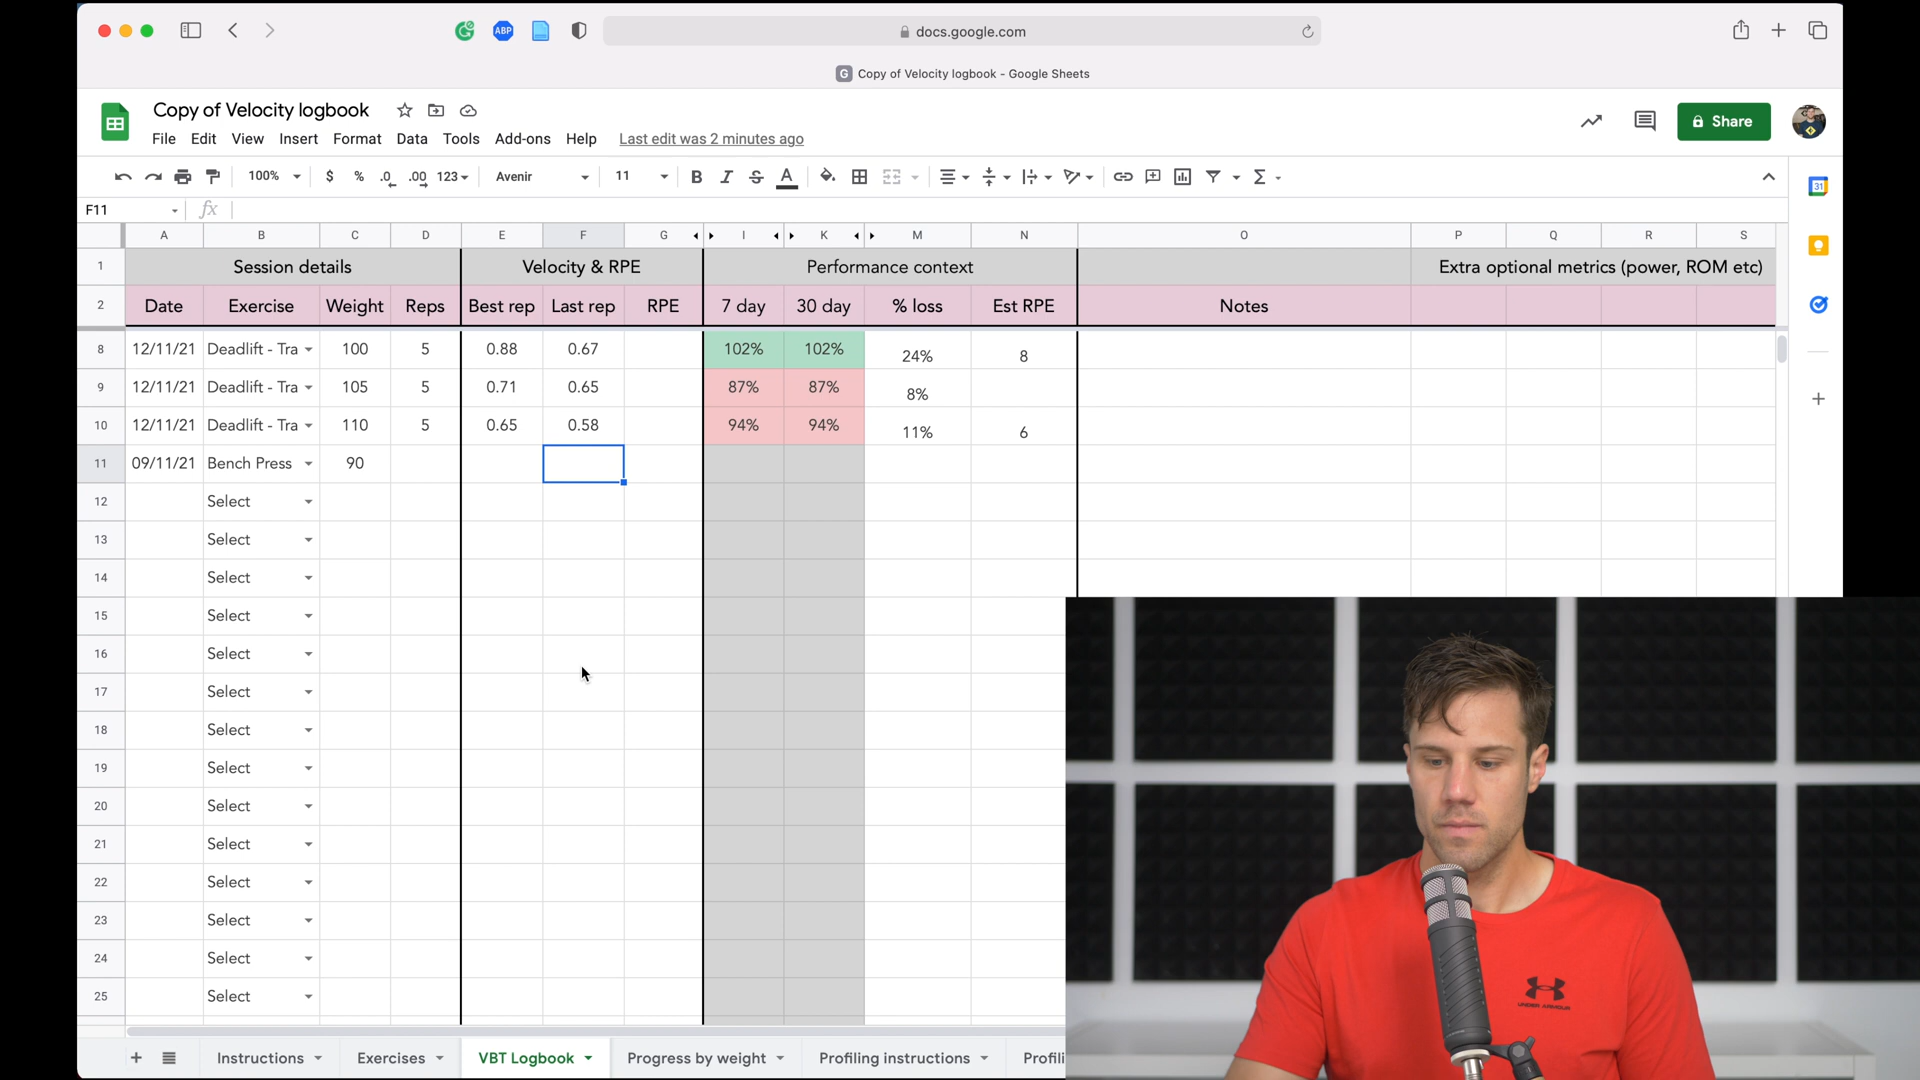 docs.google.com
ABP
G Copy of Velocity logbook - Google Sheets
Copy of Velocity logbook
File Edit View Insert Format Data Tools Add-ons Help Last edit was 2 minutes ago
Share
100% $ % .0 .00 123 Avenir 11 B I S A Σ
31
F11 fx
A B C D E F G I K M N O P Q R S
1 Session details Velocity & RPE Performance context Extra optional metrics (power, ROM etc)
2 Date Exercise Weight Reps Best rep Last rep RPE 7 day 30 day % loss Est RPE Notes
8 12/11/21 Deadlift - Tra 100 5 0.88 0.67 102% 102% 24% 8
9 12/11/21 Deadlift - Tra 105 5 0.71 0.65 87% 87% 8%
10 12/11/21 Deadlift - Tra 110 5 0.65 0.58 94% 94% 11% 6
11 09/11/21 Bench Press 90
12 Select
13 Select
14 Select
15 Select
16 Select
17 Select
18 Select
19 Select
20 Select
21 Select
22 Select
23 Select
24 Select
25 Select
Instructions Exercises VBT Logbook Progress by weight Profiling instructions Profili
UNDER ARMOUR